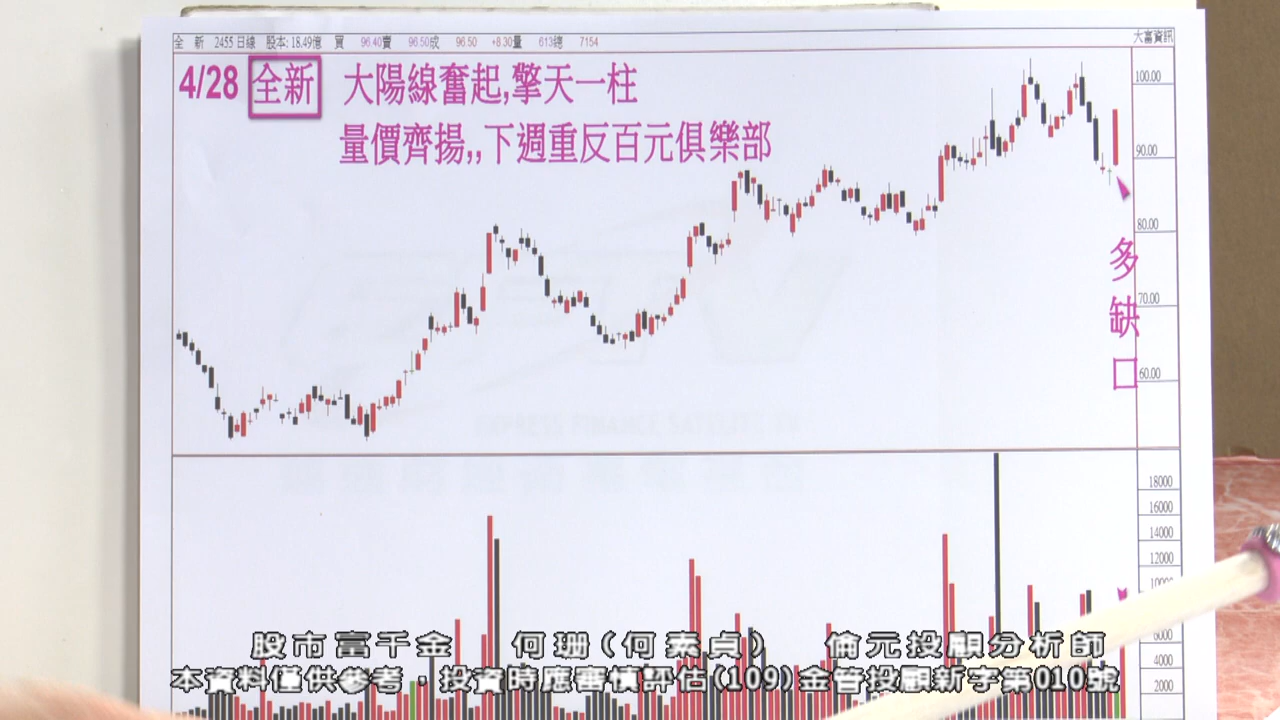 全 新 2455 日線 股本: 18.49億 買 96.40賣 96.50成 96.50 +8.30量 613總 7154
大富資訊
4/28 全新 大陽線奮起,擎天一柱
量價齊揚,,下週重反百元俱樂部
100.00
90.00
80.00
70.00
60.00
多缺口
18000
16000
14000
12000
6000
4000
2000
股市富千金 何珊(何素貞) 倫元投顧分析師
本資料僅供參考，投資時應審慎評估(109)金管投顧新字第010號